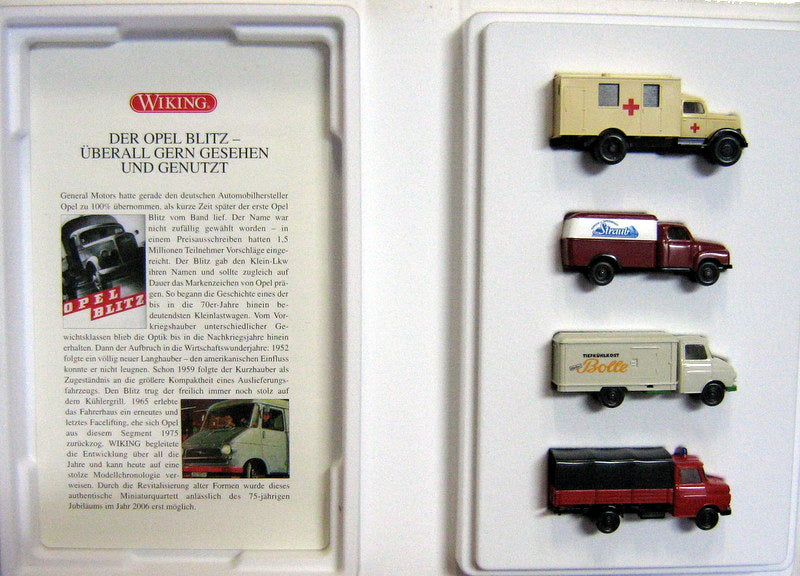 WIKING
DER OPEL BLITZ –
ÜBERALL GERN GESEHEN
UND GENUTZT
General Motors hatte gerade den deutschen Automobilhersteller
Opel zu 100% übernommen, als kurze Zeit später der erste Opel
Blitz vom Band lief. Der Name war
nicht zufällig gewählt worden – in
einem Preisausschreiben hatten 1,5
Millionen Teilnehmer Vorschläge einge-
reicht. Der Blitz gab den Klein-Lkw
ihren Namen und sollte zugleich auf
Dauer das Markenzeichen von Opel prä-
gen. So begann die Geschichte eines der
bis in die 70er-Jahre hinein be-
deutendsten Kleinlastwagen. Vom Vor-
kriegshauber unterschiedlicher Ge-
wichtsklassen blieb die Optik bis in die Nachkriegsjahre hinein
erhalten. Dann der Aufbruch in die Wirtschaftswunderjahre: 1952
folgte ein völlig neuer Langhauber – den amerikanischen Einfluss
konnte er nicht leugnen. Schon 1959 folgte der Kurzhauber als
Zugeständnis an die größere Kompaktheit eines Auslieferungs-
fahrzeugs. Den Blitz trug der freilich immer noch stolz auf
dem Kühlergrill. 1965 erlebte
das Fahrerhaus ein erneutes und
letztes Facelifting, ehe sich Opel
aus diesem Segment 1975
zurückzog. WIKING begleitete
die Entwicklung über all die
Jahre und kann heute auf eine
stolze Modellchronologie ver-
weisen. Durch die Revitalisierung alter Formen wurde dieses
authentische Miniaturquartett anlässlich des 75-jährigen
Jubiläums im Jahr 2006 erst möglich.
OPEL
BLITZ
Straub
TIEFKÜHLKOST
Bolle